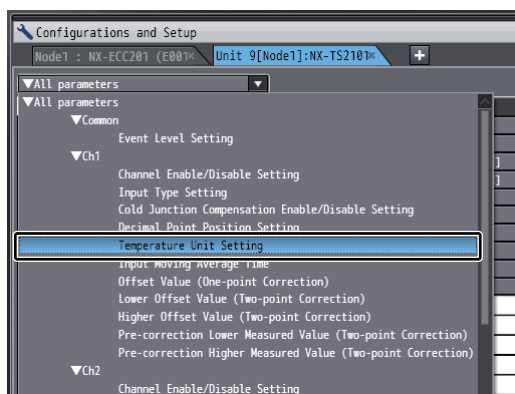 Configurations and Setup
Node1 : NX-ECC201 (E001× Unit 9[Node1]:NX-TS2101× +
▼All parameters ▼
▼All parameters
▼Common
Event Level Setting
▼Ch1
Channel Enable/Disable Setting
Input Type Setting
Cold Junction Compensation Enable/Disable Setting
Decimal Point Position Setting
Temperature Unit Setting
Input Moving Average Time
Offset Value (One-point Correction)
Lower Offset Value (Two-point Correction)
Higher Offset Value (Two-point Correction)
Pre-correction Lower Measured Value (Two-point Correction)
Pre-correction Higher Measured Value (Two-point Correction)
▼Ch2
Channel Enable/Disable Setting